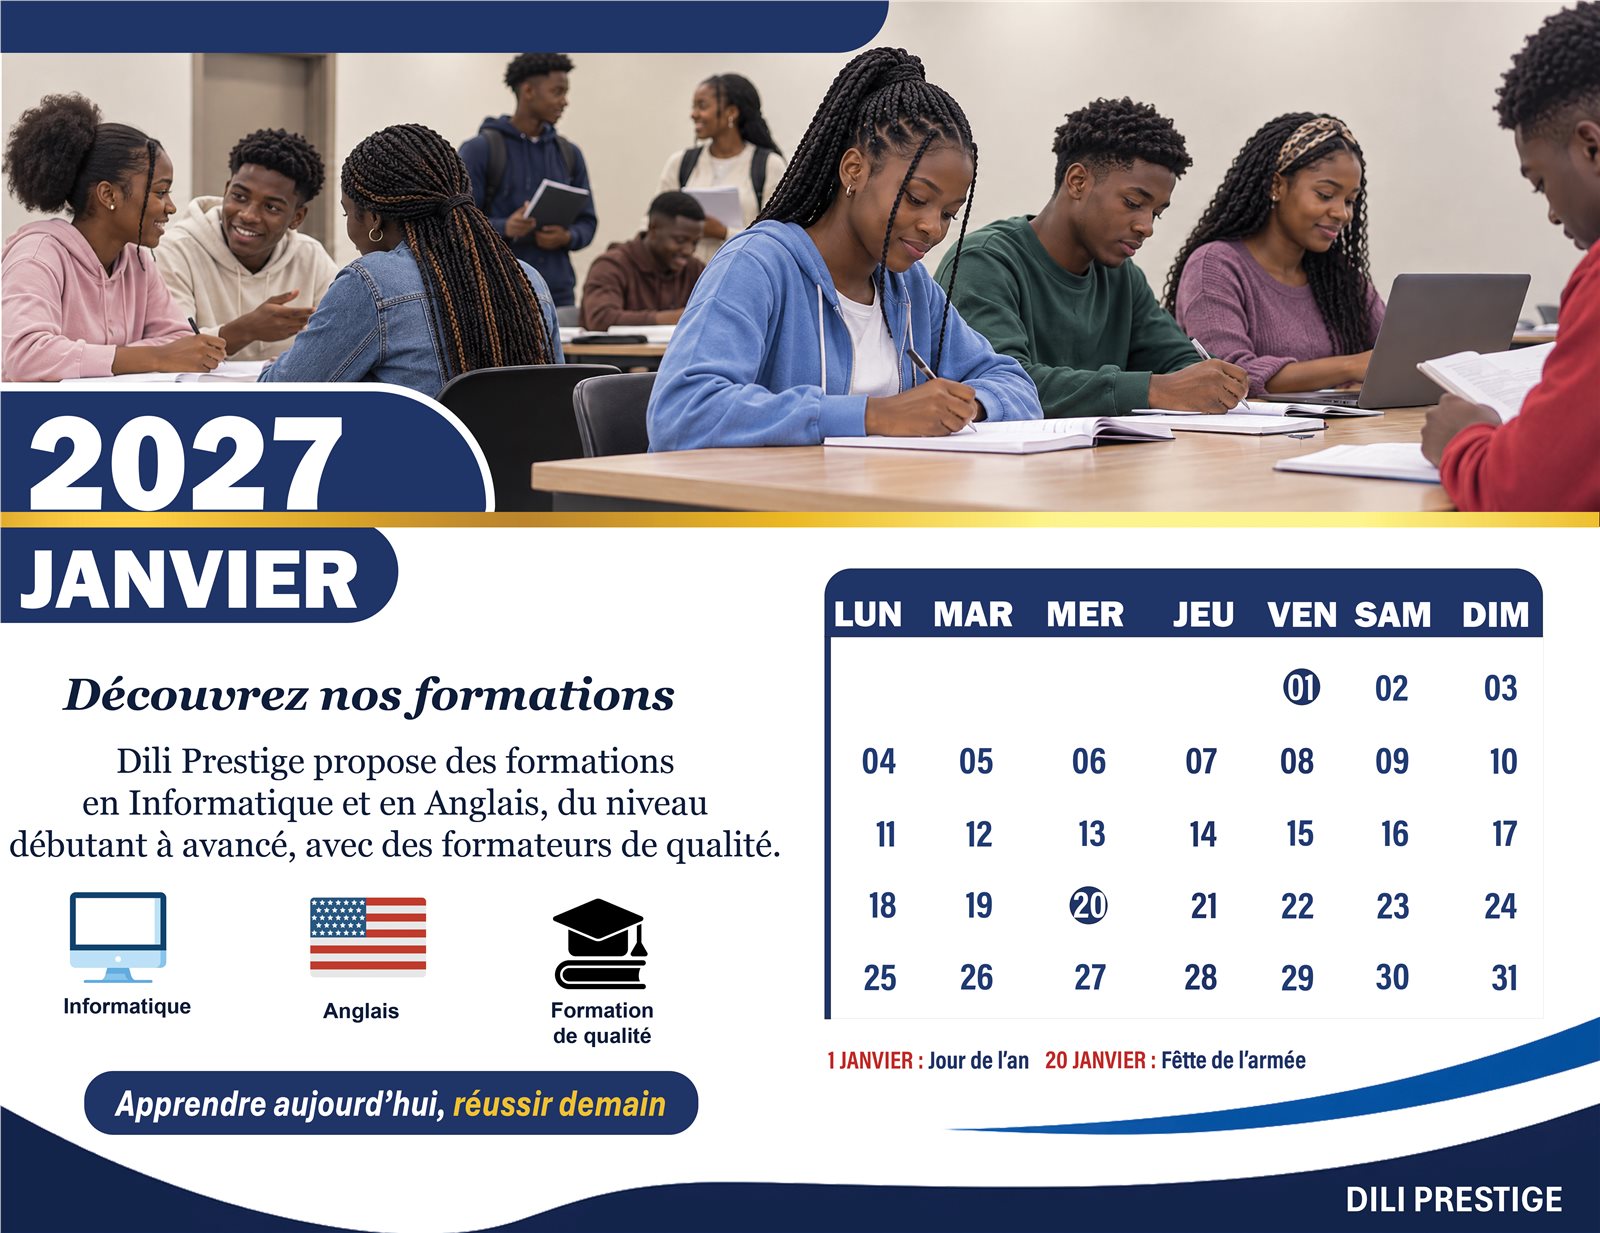 2027
JANVIER
Découvrez nos formations
Dili Prestige propose des formations
en Informatique et en Anglais, du niveau
débutant à avancé, avec des formateurs de qualité.
Informatique
Anglais
Formation
de qualité
Apprendre aujourd'hui, réussir demain
LUN MAR MER JEU VEN SAM DIM
01 02 03
04 05 06 07 08 09 10
11 12 13 14 15 16 17
18 19 20 21 22 23 24
25 26 27 28 29 30 31
1 JANVIER : Jour de l'an 20 JANVIER : Fêtte de l'armée
DILI PRESTIGE